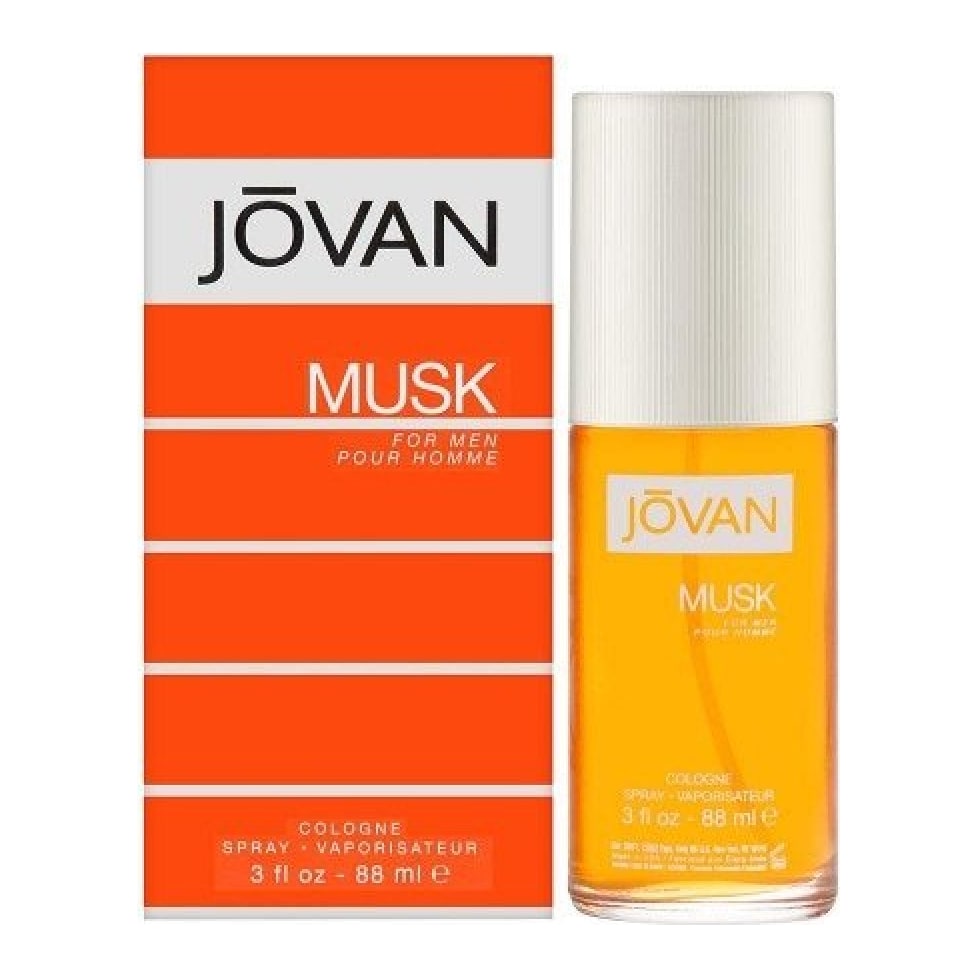 JŌVAN
MUSK
FOR MEN
POUR HOMME
COLOGNE
SPRAY - VAPORISATEUR
3 fl oz - 88 ml ℮
JŌVAN
MUSK
FOR MEN
POUR HOMME
COLOGNE
SPRAY - VAPORISATEUR
3 fl oz - 88 ml ℮